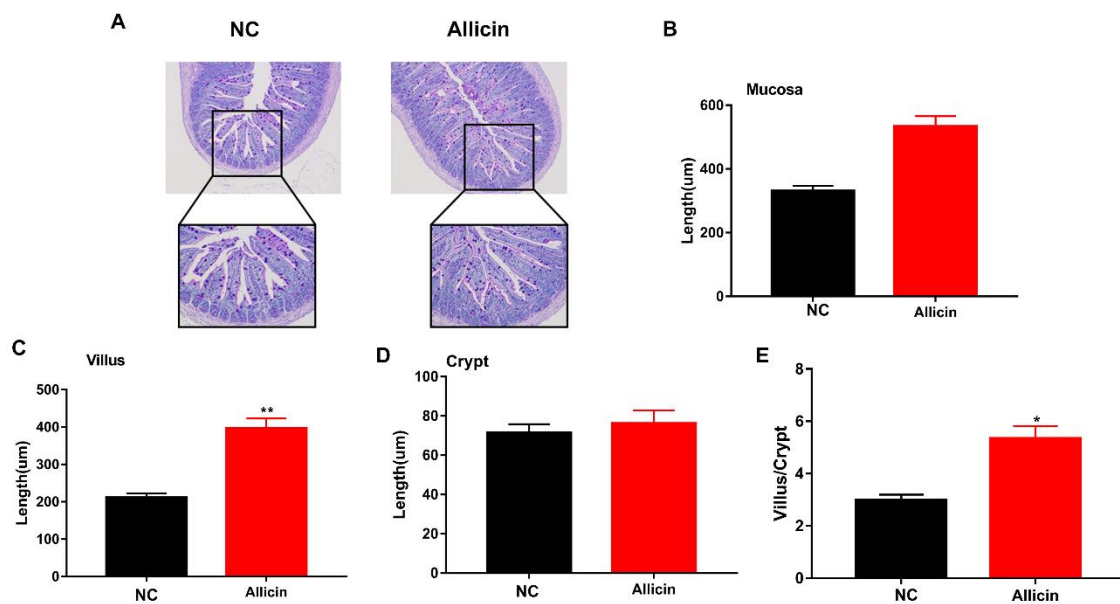 A
NC
Allicin
B
Mucosa
Length(um)
600
400
200
0
NC
Allicin
C
Villus
Length(um)
500
400
300
200
100
0
**
NC
Allicin
D
Crypt
Length(um)
100
80
60
40
20
0
NC
Allicin
E
Villus/Crypt
8
6
4
2
0
*
NC
Allicin